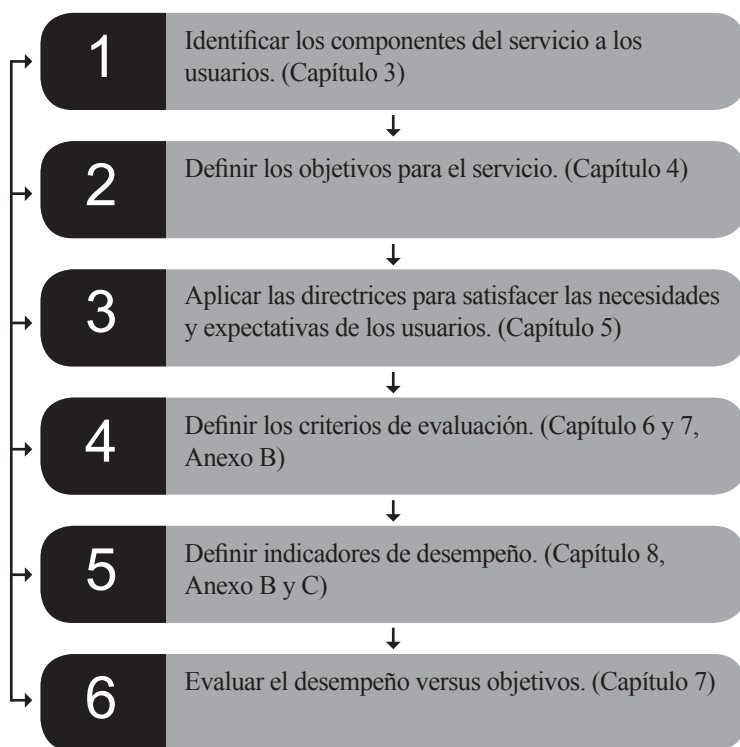 1
Identificar los componentes del servicio a los
usuarios. (Capítulo 3)
2
Definir los objetivos para el servicio. (Capítulo 4)
3
Aplicar las directrices para satisfacer las necesidades
y expectativas de los usuarios. (Capítulo 5)
4
Definir los criterios de evaluación. (Capítulo 6 y 7,
Anexo B)
5
Definir indicadores de desempeño. (Capítulo 8,
Anexo B y C)
6
Evaluar el desempeño versus objetivos. (Capítulo 7)